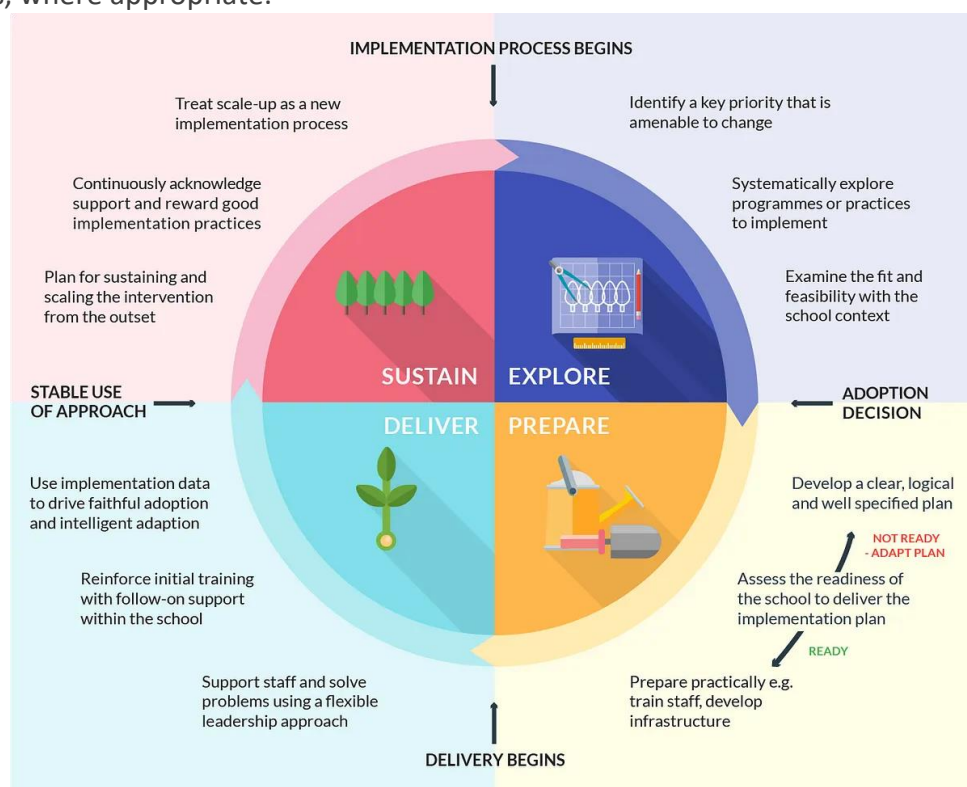 s, where appropriate.
IMPLEMENTATION PROCESS BEGINS
Treat scale-up as a new
implementation process
Identify a key priority that is
amenable to change
Continuously acknowledge
support and reward good
implementation practices
Systematically explore
programmes or practices
to implement
Plan for sustaining and
scaling the intervention
from the outset
Examine the fit and
feasibility with the
school context
SUSTAIN
EXPLORE
STABLE USE
OF APPROACH
ADOPTION
DECISION
DELIVER
PREPARE
Use implementation data
to drive faithful adoption
and intelligent adaption
Develop a clear, logical
and well specified plan
NOT READY
- ADAPT PLAN
Reinforce initial training
with follow-on support
within the school
Assess the readiness of
the school to deliver the
implementation plan
READY
Support staff and solve
problems using a flexible
leadership approach
Prepare practically e.g.
train staff, develop
infrastructure
DELIVERY BEGINS